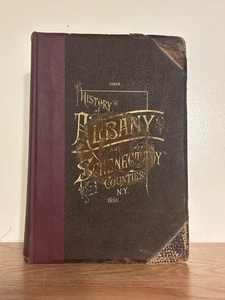 1609.
HISTORY
OF
ALBANY
AND
SCHENECTADY
COUNTIES
N.Y.
1886